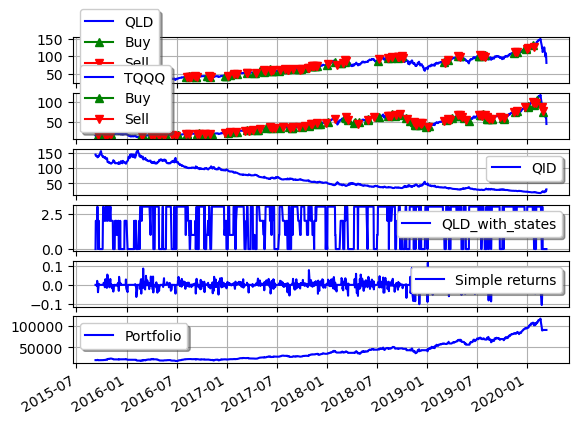 QLD
Buy
Sell
150
100
50
TQQQ
Buy
Sell
100
50
150
100
50
QID
2.5
0.0
QLD_with_states
0.1
0.0
−0.1
Simple returns
100000
50000
Portfolio
2015-07 2016-01 2016-07 2017-01 2017-07 2018-01 2018-07 2019-01 2019-07 2020-01